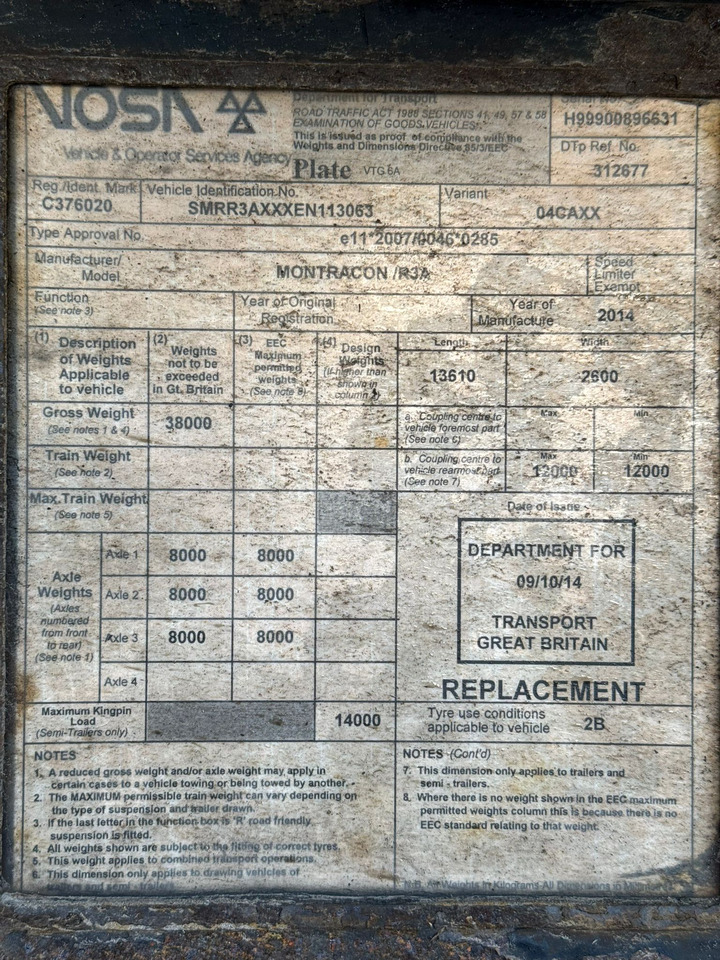 VOSA
Vehicle & Operator Services Agency
Department for Transport
ROAD TRAFFIC ACT 1988 SECTIONS 41, 49, 57 & 58
EXAMINATION OF GOODS VEHICLES
This is issued as proof of compliance with the
Weights and Dimensions Directive 85/3/EEC
Plate VTG 6A
Serial No.
H99900896631
DTp Ref. No.
312677
Reg./Ident. Mark
C376020
Vehicle Identification No.
SMRR3AXXXEN113063
Variant
04CAXX
Type Approval No.
e11*2007/0046*0285
Manufacturer/
Model
MONTRACON /R3A
Speed
Limiter
Exempt
Function
(See note 3)
Year of Original
Registration
Year of
Manufacture
2014
(1) Description
of Weights
Applicable
to vehicle
(2) Weights
not to be
exceeded
in Gt. Britain
(3) EEC
Maximum
permitted
weights
(See note 8)
(4) Design
Weights
(if higher than
shown in
column 2)
Length
13610
Width
2600
Gross Weight
(See notes 1 & 4)
38000
a. Coupling centre to
vehicle foremost part
(See note 6)
Max
Min
Train Weight
(See note 2)
b. Coupling centre to
vehicle rearmost part
(See note 7)
Max
12000
Min
12000
Max.Train Weight
(See note 5)
Axle
Weights
(Axles
numbered
from front
to rear)
(See note 1)
Axle 1 8000 8000
Axle 2 8000 8000
Axle 3 8000 8000
Axle 4
Maximum Kingpin
Load
(Semi-Trailers only)
14000
Date of Issue
DEPARTMENT FOR
09/10/14
TRANSPORT
GREAT BRITAIN
REPLACEMENT
Tyre use conditions
applicable to vehicle
2B
NOTES
1. A reduced gross weight and/or axle weight may apply in
certain cases to a vehicle towing or being towed by another.
2. The MAXIMUM permissible train weight can vary depending on
the type of suspension and trailer drawn.
3. If the last letter in the function box is 'R' road friendly
suspension is fitted.
4. All weights shown are subject to the fitting of correct tyres.
5. This weight applies to combined transport operations.
6. This dimension only applies to drawing vehicles of
trailers and semi - trailers
NOTES (Cont'd)
7. This dimension only applies to trailers and
semi - trailers.
8. Where there is no weight shown in the EEC maximum
permitted weights column this is because there is no
EEC standard relating to that weight.
N.B. All Weights in Kilograms All Dimensions in